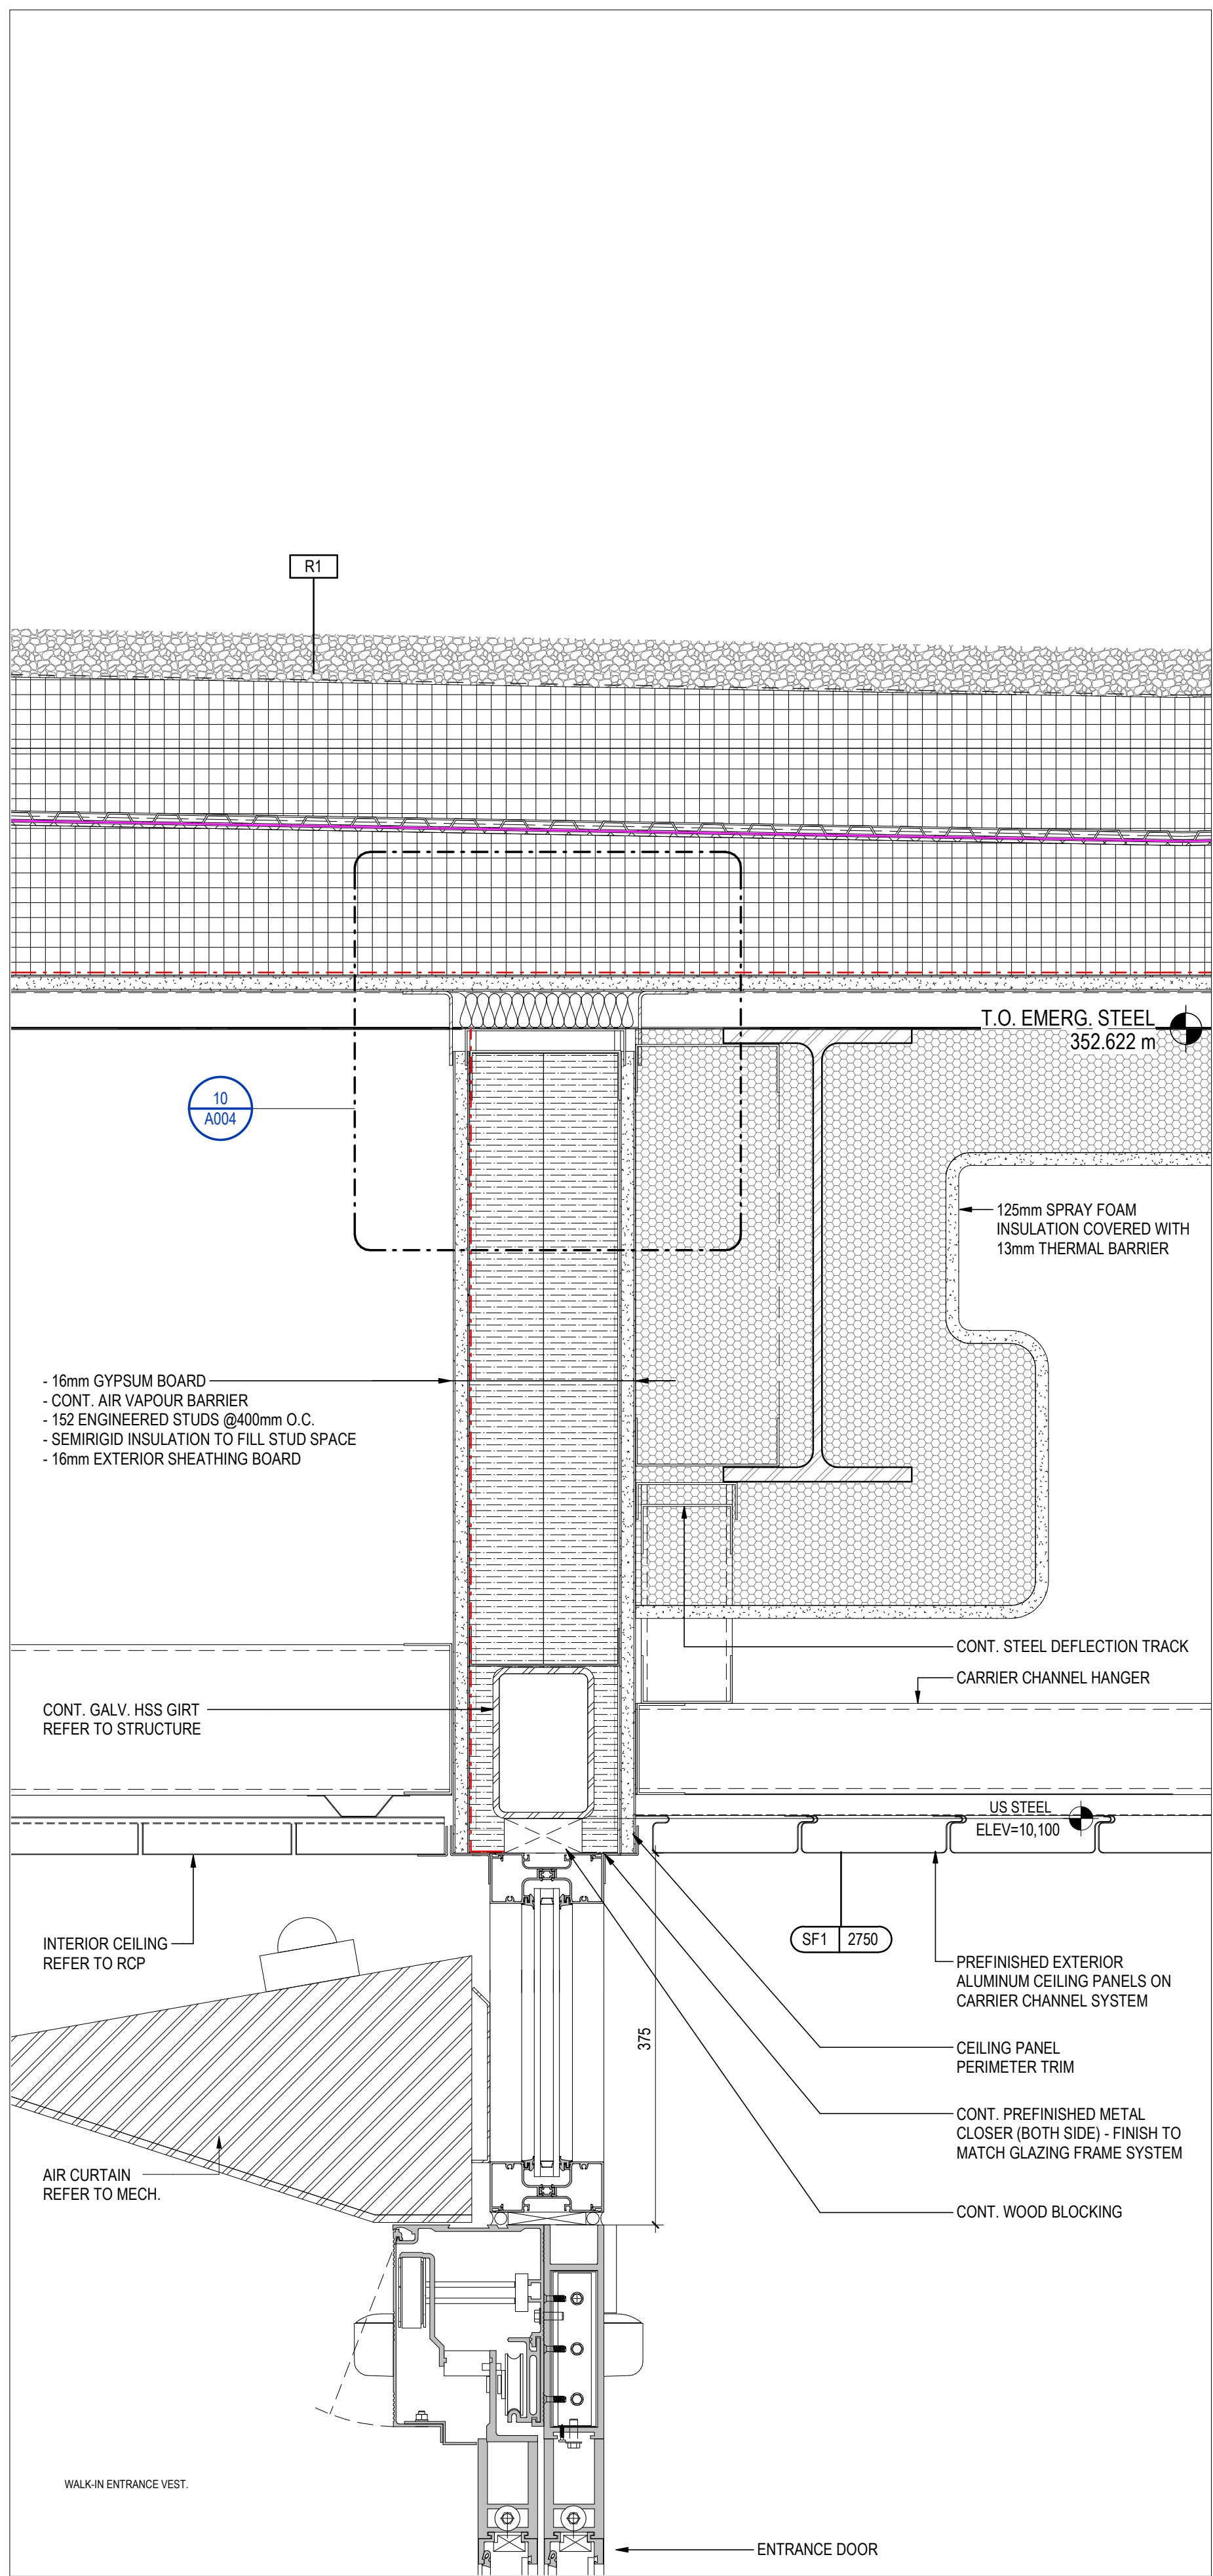 R1
T.O. EMERG. STEEL
352.622 m
10
A004
125mm SPRAY FOAM
INSULATION COVERED WITH
13mm THERMAL BARRIER
- 16mm GYPSUM BOARD
- CONT. AIR VAPOUR BARRIER
- 152 ENGINEERED STUDS @400mm O.C.
- SEMIRIGID INSULATION TO FILL STUD SPACE
- 16mm EXTERIOR SHEATHING BOARD
CONT. STEEL DEFLECTION TRACK
CARRIER CHANNEL HANGER
CONT. GALV. HSS GIRT
REFER TO STRUCTURE
US STEEL
ELEV=10,100
SF1 2750
INTERIOR CEILING
REFER TO RCP
PREFINISHED EXTERIOR
ALUMINUM CEILING PANELS ON
CARRIER CHANNEL SYSTEM
375
CEILING PANEL
PERIMETER TRIM
CONT. PREFINISHED METAL
CLOSER (BOTH SIDE) - FINISH TO
MATCH GLAZING FRAME SYSTEM
AIR CURTAIN
REFER TO MECH.
CONT. WOOD BLOCKING
WALK-IN ENTRANCE VEST.
ENTRANCE DOOR